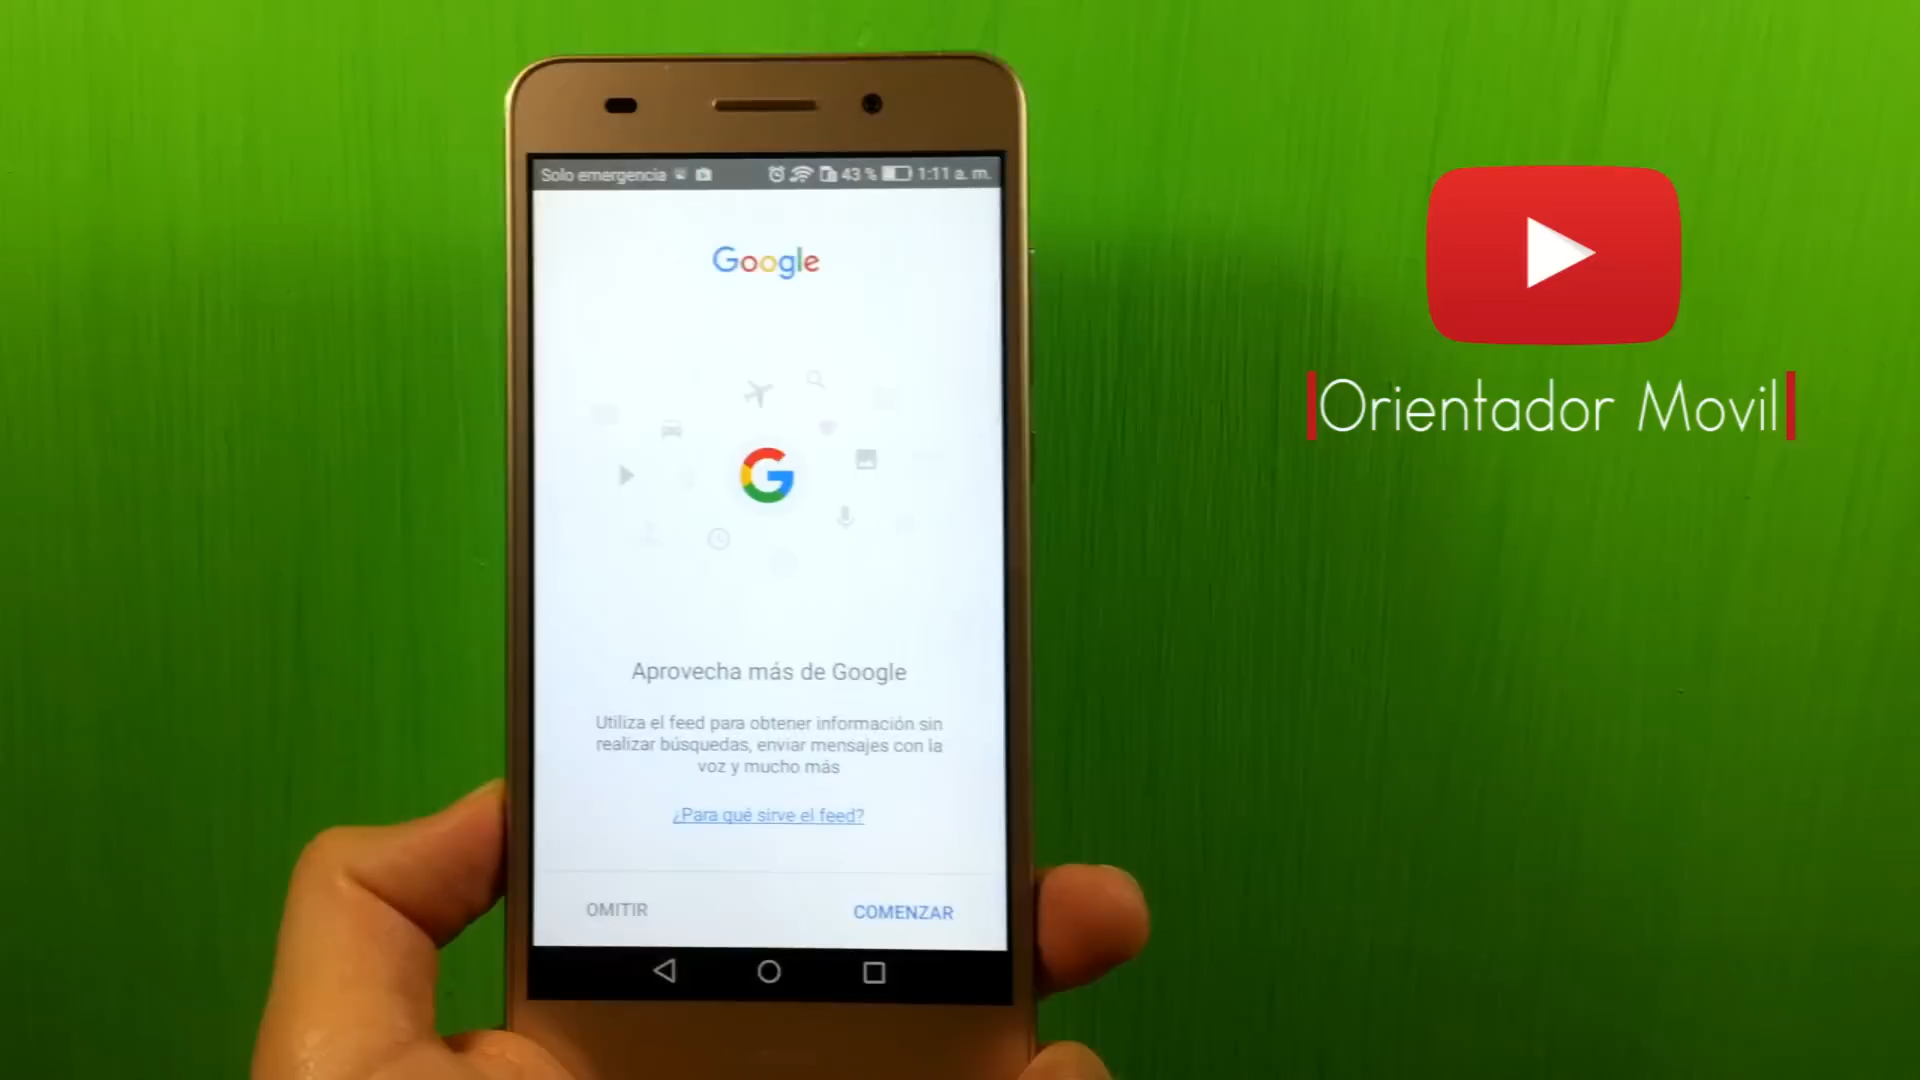 Solo emergencia
43 %
1:11 a. m.
Google
G
Aprovecha más de Google
Utiliza el feed para obtener información sin
realizar búsquedas, enviar mensajes con la
voz y mucho más
¿Para qué sirve el feed?
OMITIR
COMENZAR
Orientador Movil